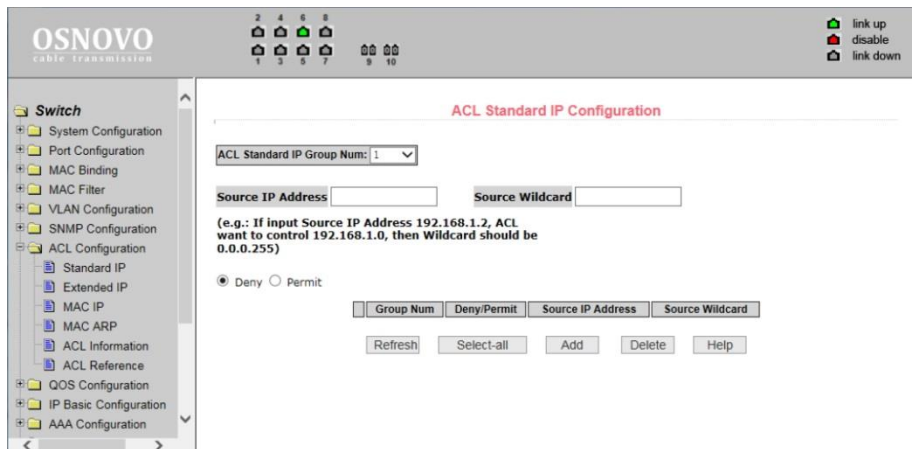 OSNOVO
cable transmission
2 4 6 8
1 3 5 7 9 10
link up
disable
link down
Switch
System Configuration
Port Configuration
MAC Binding
MAC Filter
VLAN Configuration
SNMP Configuration
ACL Configuration
Standard IP
Extended IP
MAC IP
MAC ARP
ACL Information
ACL Reference
QOS Configuration
IP Basic Configuration
AAA Configuration
ACL Standard IP Configuration
ACL Standard IP Group Num: 1
Source IP Address Source Wildcard
(e.g.: If input Source IP Address 192.168.1.2, ACL
want to control 192.168.1.0, then Wildcard should be
0.0.0.255)
Deny Permit
Group Num Deny/Permit Source IP Address Source Wildcard
Refresh Select-all Add Delete Help